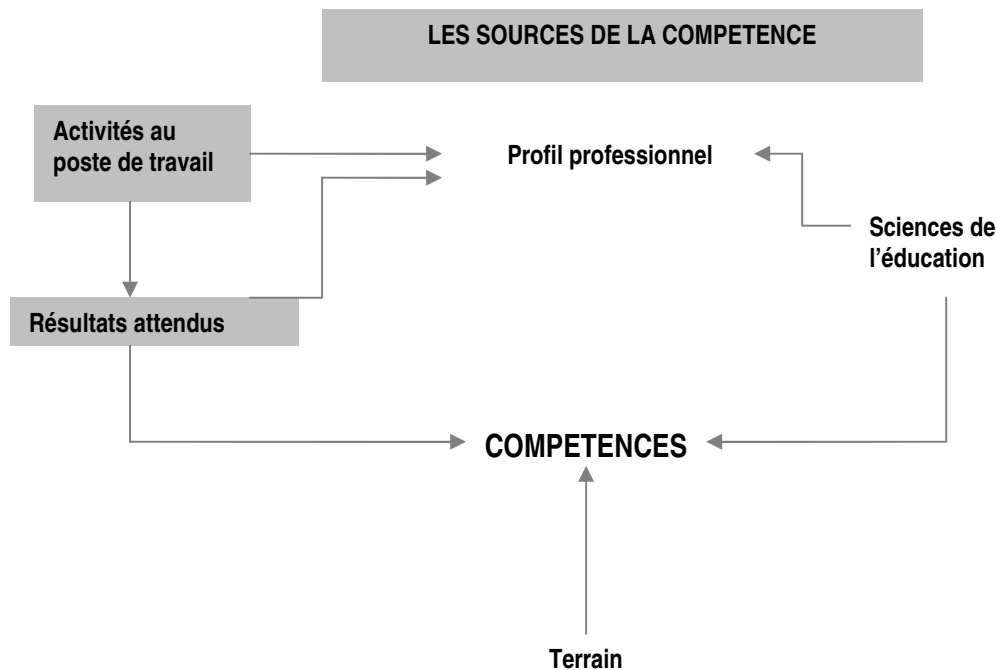 LES SOURCES DE LA COMPETENCE
Activités au
poste de travail
Profil professionnel
Sciences de
l'éducation
Résultats attendus
COMPETENCES
Terrain